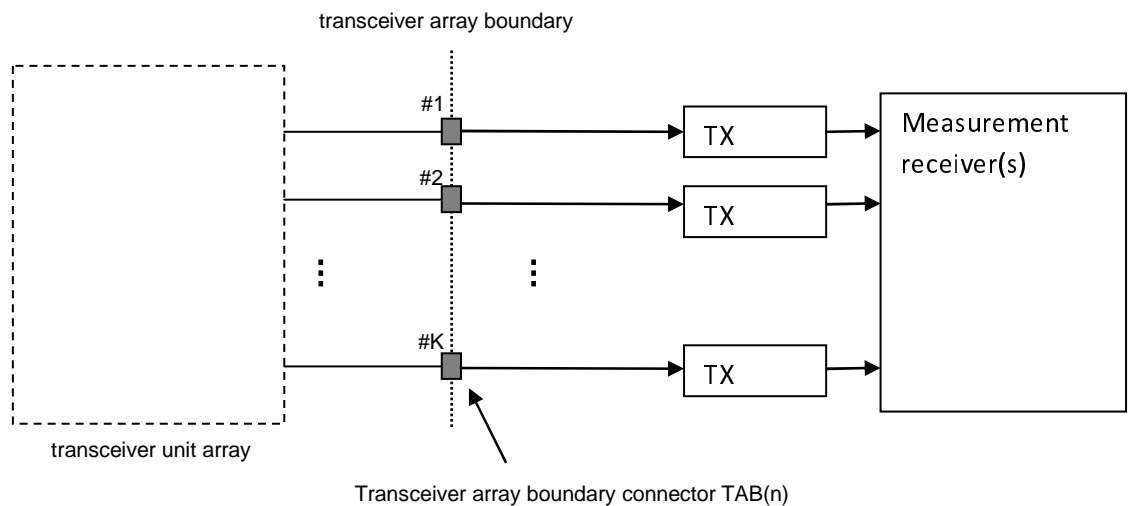 transceiver array boundary
#1
TX
Measurement
receiver(s)
#2
TX
#K
TX
transceiver unit array
Transceiver array boundary connector TAB(n)